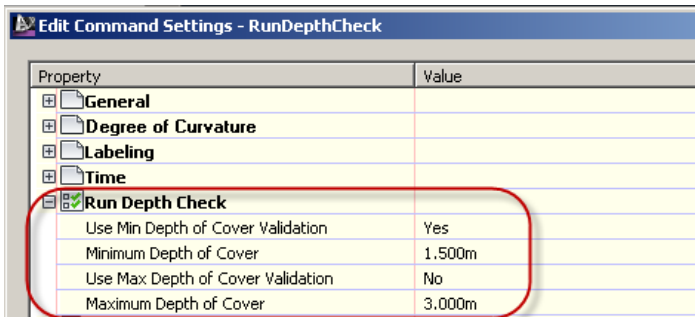 Edit Command Settings - RunDepthCheck
Property Value
General
Degree of Curvature
Labeling
Time
Run Depth Check
Use Min Depth of Cover Validation Yes
Minimum Depth of Cover 1.500m
Use Max Depth of Cover Validation No
Maximum Depth of Cover 3.000m